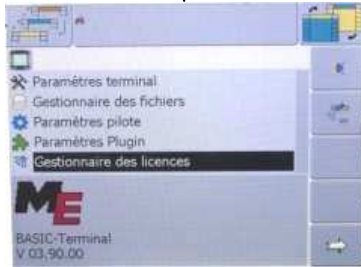 Paramètres terminal
Gestionnaire des fichiers
Paramètres pilote
Paramètres Plugin
Gestionnaire des licences
ME
BASIC-Terminal
V 03.90.00